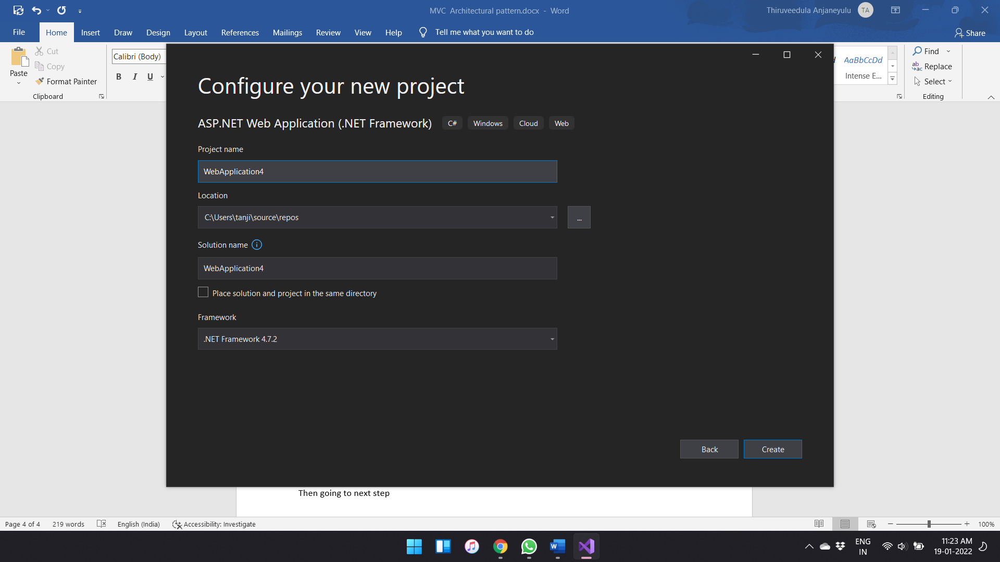 MVC Architectural pattern.docx - Word
Thiruveedula Anjaneyulu TA
File Home Insert Draw Design Layout References Mailings Review View Help Tell me what you want to do Share
Paste
Cut
Copy
Format Painter
Clipboard
Calibri (Body)
B I U
AaBbCcDd
Intense E...
Find
Replace
Select
Editing
Configure your new project
ASP.NET Web Application (.NET Framework) C# Windows Cloud Web
Project name
WebApplication4
Location
C:\Users\tanji\source\repos
...
Solution name
WebApplication4
Place solution and project in the same directory
Framework
.NET Framework 4.7.2
Back Create
Then going to next step
Page 4 of 4 219 words English (India) Accessibility: Investigate 100%
ENG
IN
11:23 AM
19-01-2022